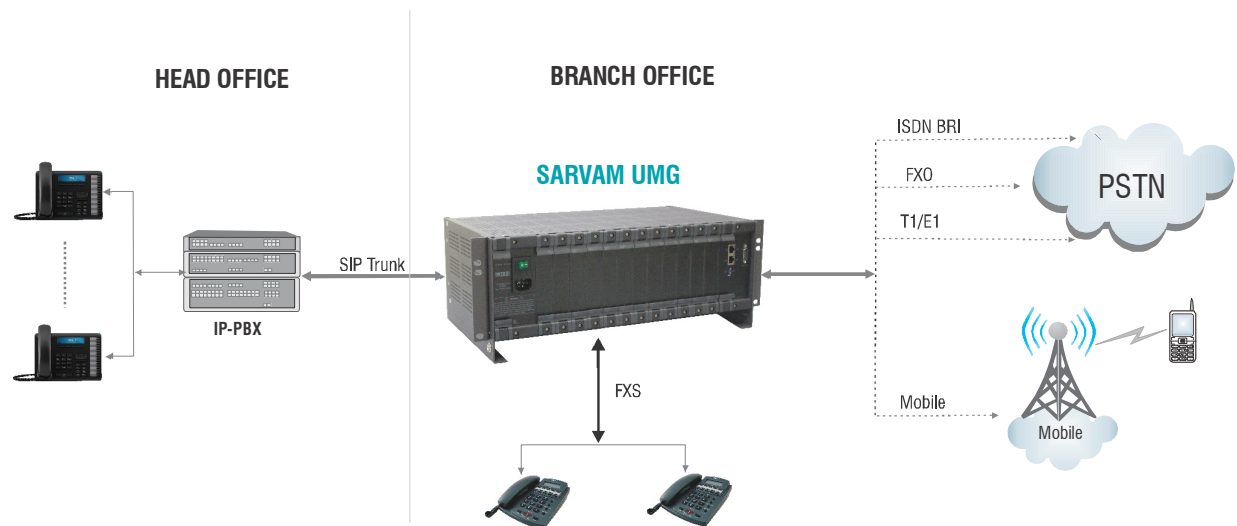 HEAD OFFICE
BRANCH OFFICE
SARVAM UMG
IP-PBX
SIP Trunk
FXS
ISDN BRI
FXO
T1/E1
PSTN
Mobile
Mobile